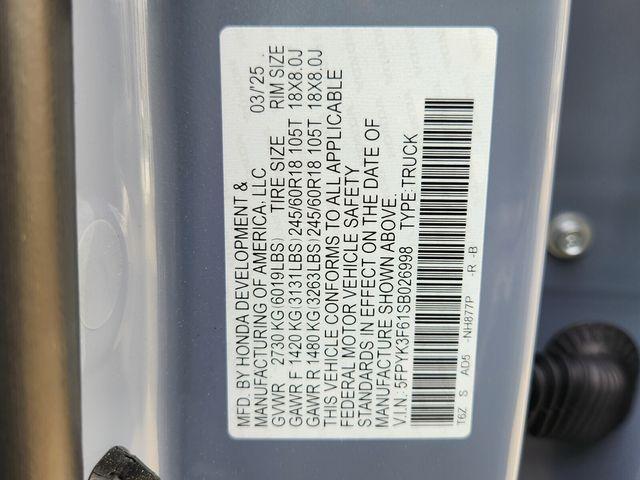 MFD. BY HONDA DEVELOPMENT &
MANUFACTURING OF AMERICA, LLC 03/'25
GVWR 2730 KG(6019LBS) TIRE SIZE RIM SIZE
GAWR F 1420 KG(3131LBS) 245/60R18 105T 18X8.0J
GAWR R 1480 KG(3263LBS) 245/60R18 105T 18X8.0J
THIS VEHICLE CONFORMS TO ALL APPLICABLE
FEDERAL MOTOR VEHICLE SAFETY
STANDARDS IN EFFECT ON THE DATE OF
MANUFACTURE SHOWN ABOVE.
V.I.N.: 5FPYK3F61SB026998 TYPE:TRUCK
T6Z S AD5 -NH877P -R -B